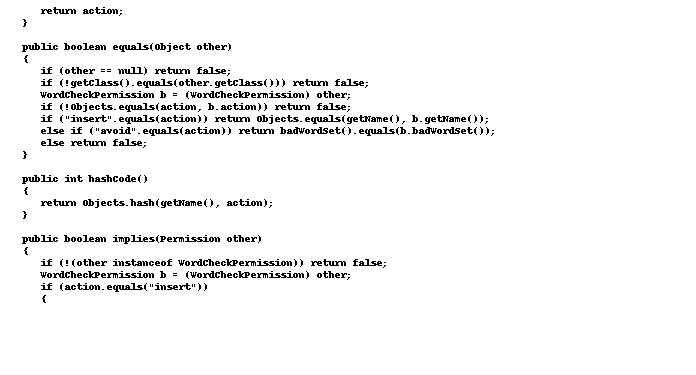 return action;
}
public boolean equals(Object other)
{
if (other == null) return false;
if (!getClass().equals(other.getClass())) return false;
WordCheckPermission b = (WordCheckPermission) other;
if (!Objects.equals(action, b.action)) return false;
if ("insert".equals(action)) return Objects.equals(getName(), b.getName());
else if ("avoid".equals(action)) return badWordSet().equals(b.badWordSet());
else return false;
}
public int hashCode()
{
return Objects.hash(getName(), action);
}
public boolean implies(Permission other)
{
if (!(other instanceof WordCheckPermission)) return false;
WordCheckPermission b = (WordCheckPermission) other;
if (action.equals("insert"))
{